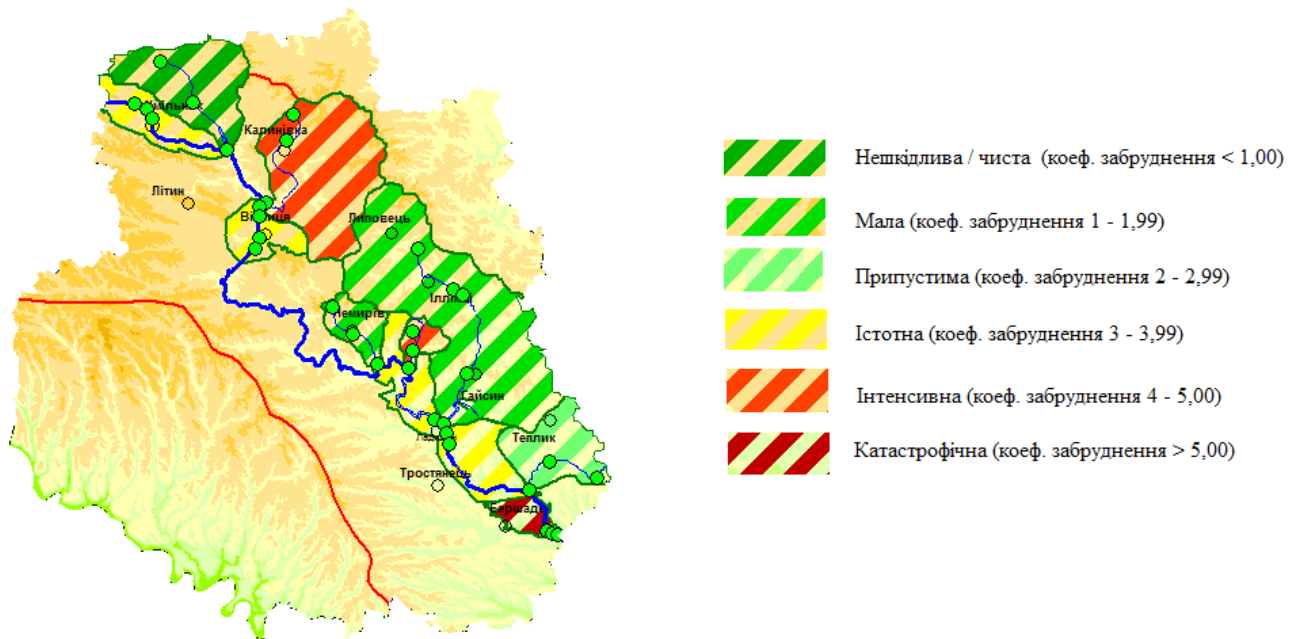 Хмільник
Калинівка
Літин
Вінниця
Липовець
Немирів
Гайсин
Теплик
Тростянець
Бершадь
Нешкідлива / чиста (коеф. забруднення < 1,00)
Мала (коеф. забруднення 1 - 1,99)
Припустима (коеф. забруднення 2 - 2,99)
Істотна (коеф. забруднення 3 - 3,99)
Інтенсивна (коеф. забруднення 4 - 5,00)
Катастрофічна (коеф. забруднення > 5,00)